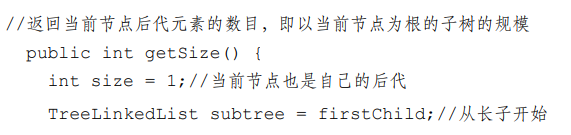 //返回当前节点后代元素的数目，即以当前节点为根的子树的规模
public int getSize() {
int size = 1;//当前节点也是自己的后代
TreeLinkedList subtree = firstChild;//从长子开始